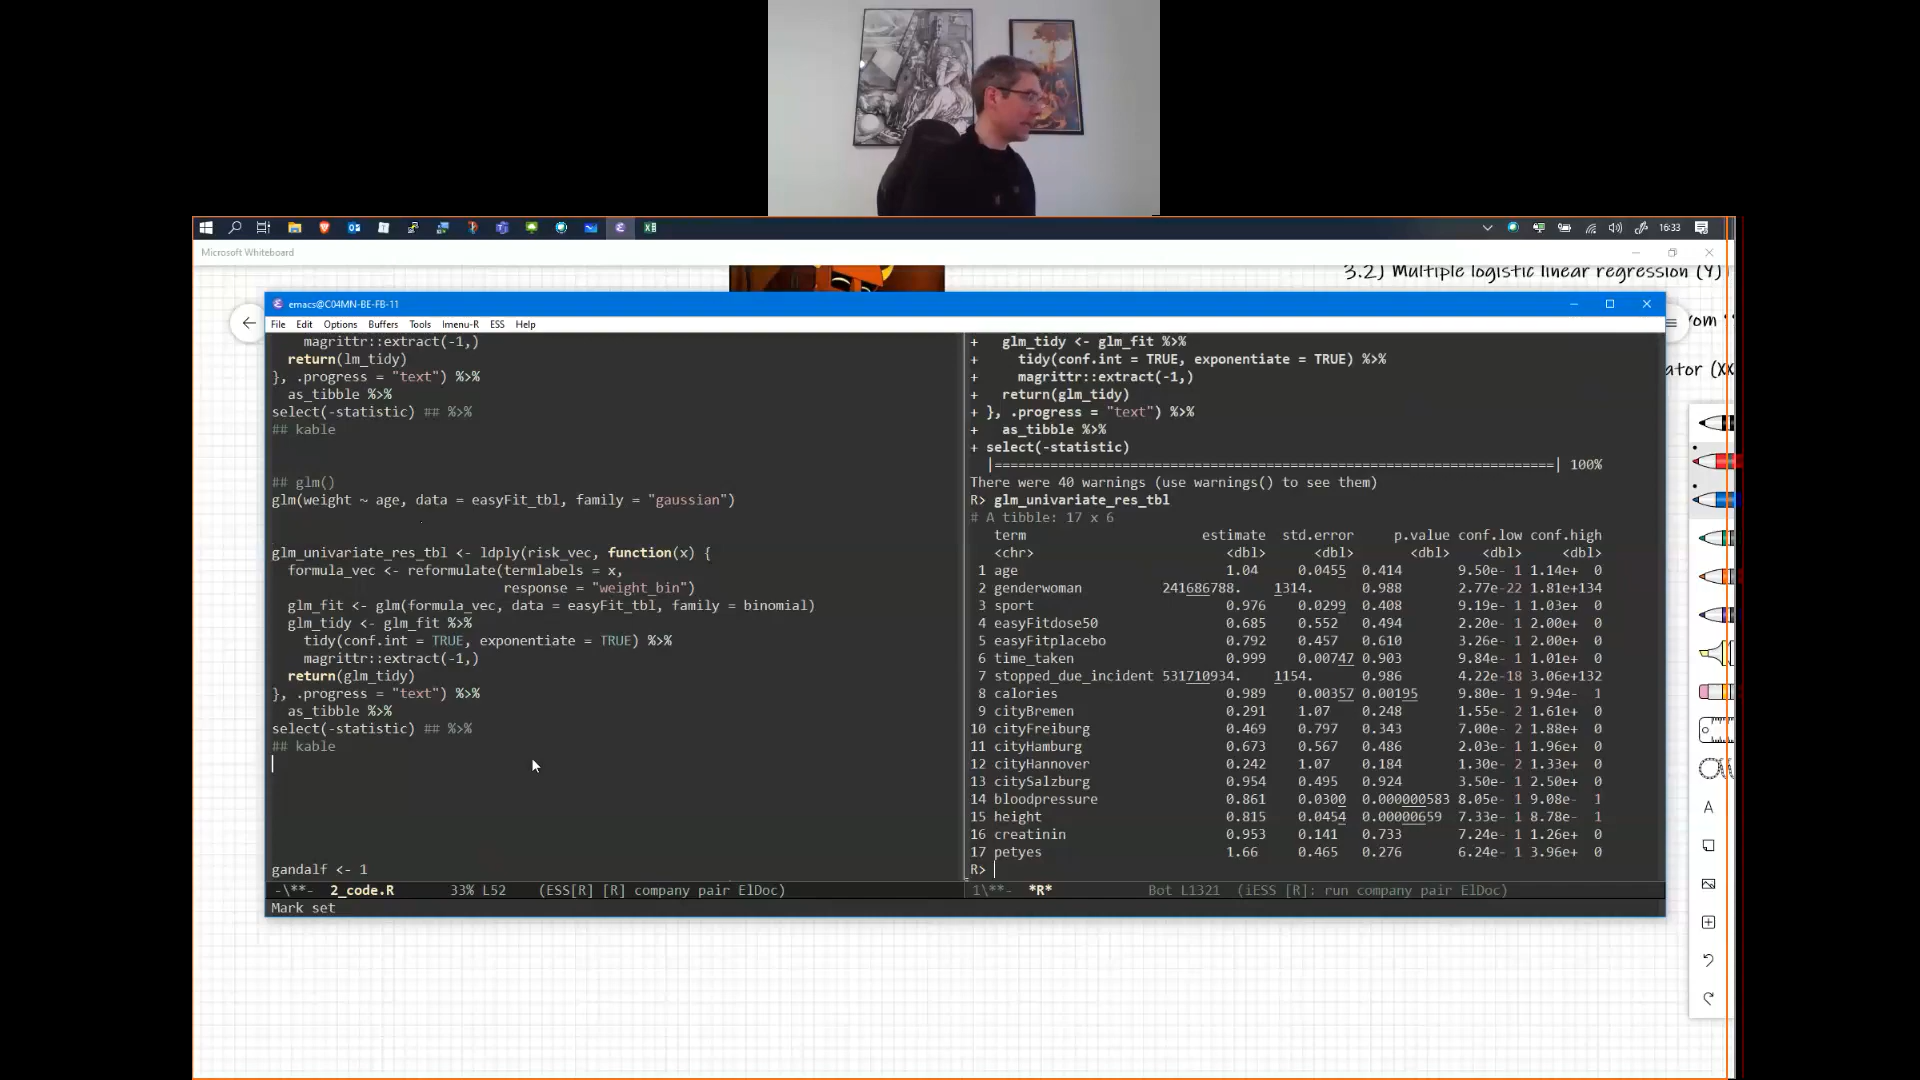 16:33
Microsoft Whiteboard
3.2) Multiple logistic linear regression (Y)
vom
ator (XX
emacs@C04MN-BE-FB-11
File Edit Options Buffers Tools Imenu-R ESS Help
magrittr::extract(-1,)
return(lm_tidy)
}, .progress = "text") %>%
as_tibble %>%
select(-statistic) ## %>%
## kable
## glm()
glm(weight ~ age, data = easyFit_tbl, family = "gaussian")
glm_univariate_res_tbl <- ldply(risk_vec, function(x) {
formula_vec <- reformulate(termlabels = x,
response = "weight_bin")
glm_fit <- glm(formula_vec, data = easyFit_tbl, family = binomial)
glm_tidy <- glm_fit %>%
tidy(conf.int = TRUE, exponentiate = TRUE) %>%
magrittr::extract(-1,)
return(glm_tidy)
}, .progress = "text") %>%
as_tibble %>%
select(-statistic) ## %>%
## kable
gandalf <- 1
-\**- 2_code.R 33% L52 (ESS[R] [R] company pair ElDoc)
Mark set
+ glm_tidy <- glm_fit %>%
+ tidy(conf.int = TRUE, exponentiate = TRUE) %>%
+ magrittr::extract(-1,)
+ return(glm_tidy)
+ }, .progress = "text") %>%
+ as_tibble %>%
+ select(-statistic)
|======================================================================| 100%
There were 40 warnings (use warnings() to see them)
R> glm_univariate_res_tbl
# A tibble: 17 x 6
term estimate std.error p.value conf.low conf.high
<chr> <dbl> <dbl> <dbl> <dbl> <dbl>
1 age 1.04 0.0455 0.414 9.50e- 1 1.14e+ 0
2 genderwoman 241686788. 1314. 0.988 2.77e-22 1.81e+134
3 sport 0.976 0.0299 0.408 9.19e- 1 1.03e+ 0
4 easyFitdose50 0.685 0.552 0.494 2.20e- 1 2.00e+ 0
5 easyFitplacebo 0.792 0.457 0.610 3.26e- 1 2.00e+ 0
6 time_taken 0.999 0.00747 0.903 9.84e- 1 1.01e+ 0
7 stopped_due_incident 531710934. 1154. 0.986 4.22e-18 3.06e+132
8 calories 0.989 0.00357 0.00195 9.80e- 1 9.94e- 1
9 cityBremen 0.291 1.07 0.248 1.55e- 2 1.61e+ 0
10 cityFreiburg 0.469 0.797 0.343 7.00e- 2 1.88e+ 0
11 cityHamburg 0.673 0.567 0.486 2.03e- 1 1.96e+ 0
12 cityHannover 0.242 1.07 0.184 1.30e- 2 1.33e+ 0
13 citySalzburg 0.954 0.495 0.924 3.50e- 1 2.50e+ 0
14 bloodpressure 0.861 0.0300 0.000000583 8.05e- 1 9.08e- 1
15 height 0.815 0.0454 0.00000659 7.33e- 1 8.78e- 1
16 creatinin 0.953 0.141 0.733 7.24e- 1 1.26e+ 0
17 petyes 1.66 0.465 0.276 6.24e- 1 3.96e+ 0
R>
1\**- *R* Bot L1321 (iESS [R]: run company pair ElDoc)